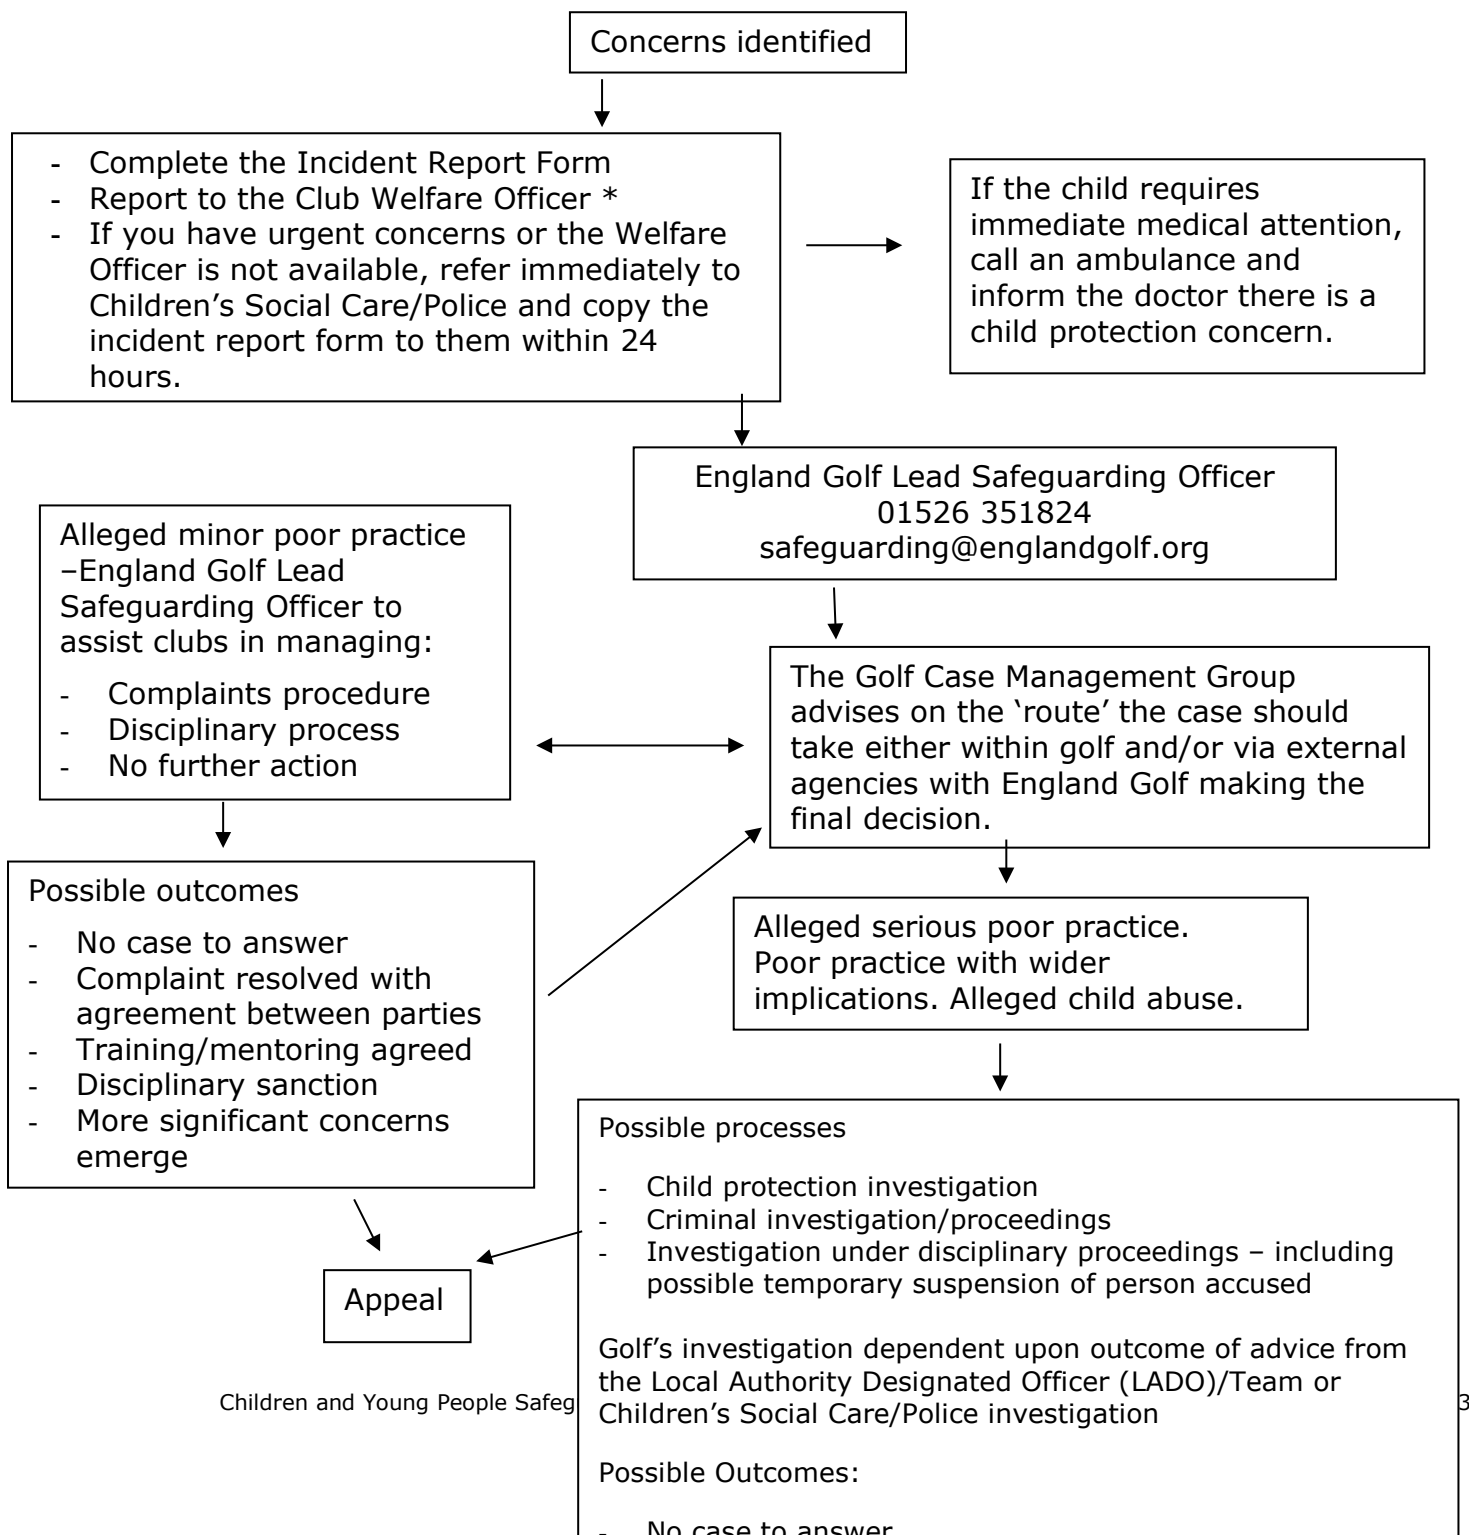 Concerns identified
- Complete the Incident Report Form
- Report to the Club Welfare Officer *
- If you have urgent concerns or the Welfare
Officer is not available, refer immediately to
Children’s Social Care/Police and copy the
incident report form to them within 24
hours.
If the child requires
immediate medical attention,
call an ambulance and
inform the doctor there is a
child protection concern.
England Golf Lead Safeguarding Officer
01526 351824
safeguarding@englandgolf.org
Alleged minor poor practice
–England Golf Lead
Safeguarding Officer to
assist clubs in managing:
- Complaints procedure
- Disciplinary process
- No further action
The Golf Case Management Group
advises on the ‘route’ the case should
take either within golf and/or via external
agencies with England Golf making the
final decision.
Possible outcomes
- No case to answer
- Complaint resolved with
agreement between parties
- Training/mentoring agreed
- Disciplinary sanction
- More significant concerns
emerge
Alleged serious poor practice.
Poor practice with wider
implications. Alleged child abuse.
Possible processes
- Child protection investigation
- Criminal investigation/proceedings
- Investigation under disciplinary proceedings – including
possible temporary suspension of person accused
Golf’s investigation dependent upon outcome of advice from
the Local Authority Designated Officer (LADO)/Team or
Children’s Social Care/Police investigation
Possible Outcomes:
- No case to answer
Appeal
Children and Young People Safeg
3